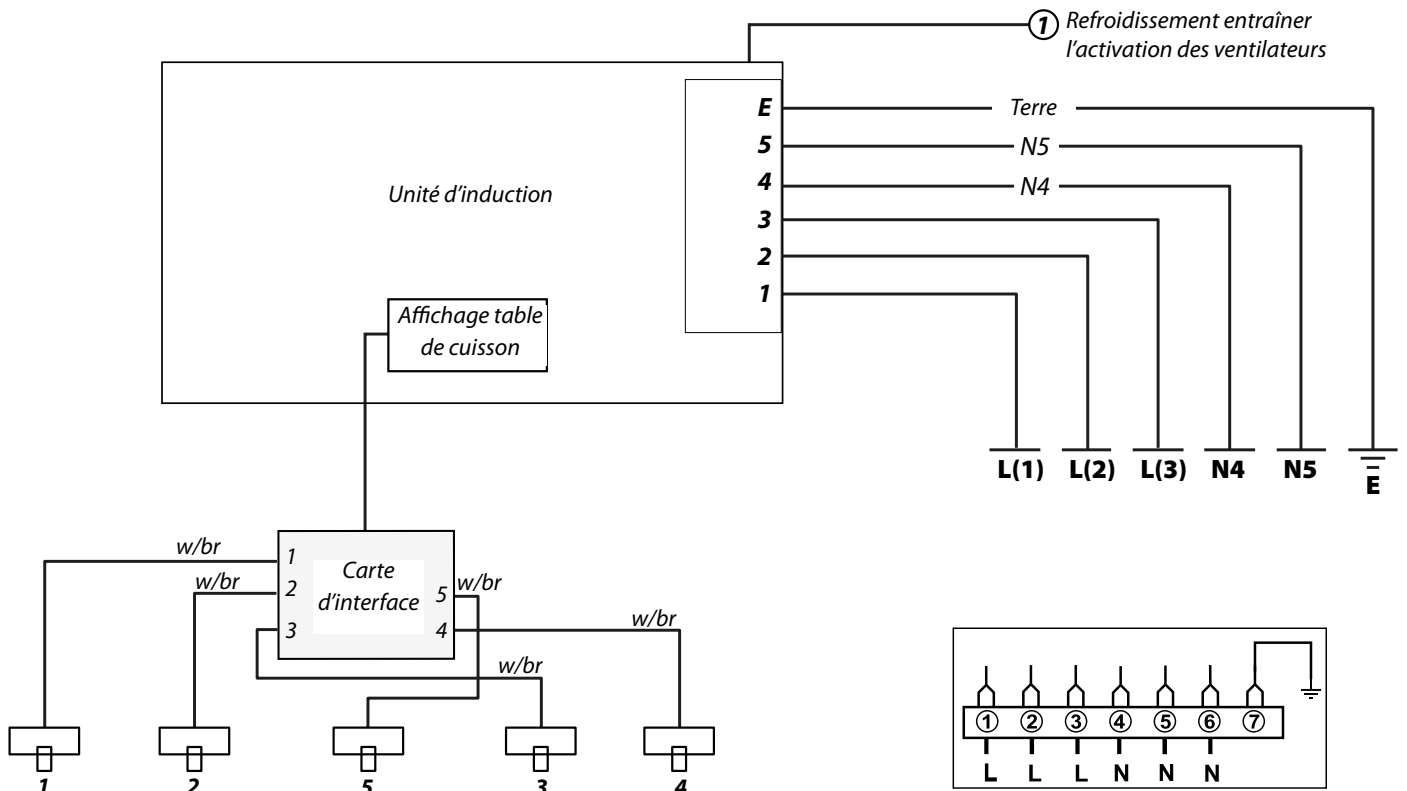 1 Refroidissement entraîner
l'activation des ventilateurs
E
Terre
5
N5
4
N4
3
2
1
Unité d'induction
Affichage table
de cuisson
L(1) L(2) L(3) N4 N5 E
w/br
1
w/br
2
3
Carte
d'interface
5
w/br
4
w/br
w/br
1 2 5 3 4
1 2 3 4 5 6 7
L L L N N N